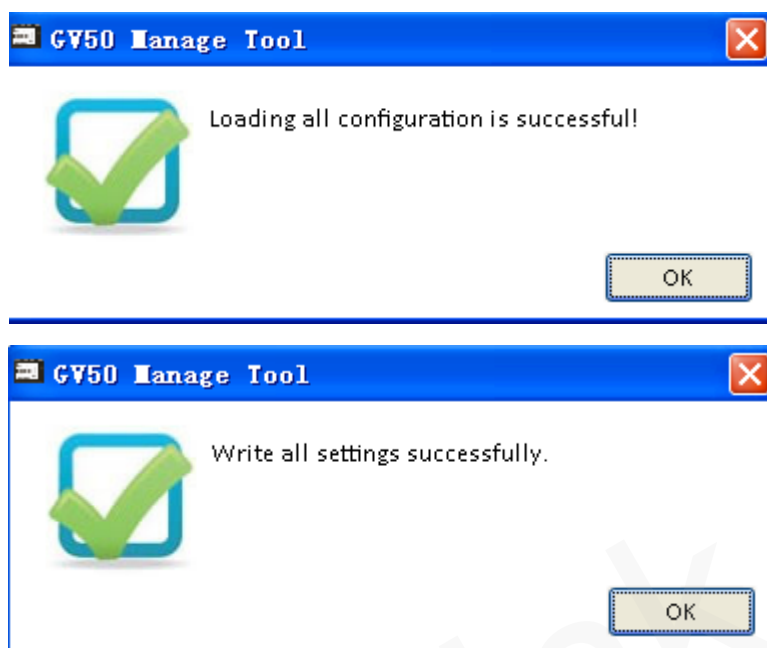 GV50 Manage Tool
Loading all configuration is successful!
OK
GV50 Manage Tool
Write all settings successfully.
OK